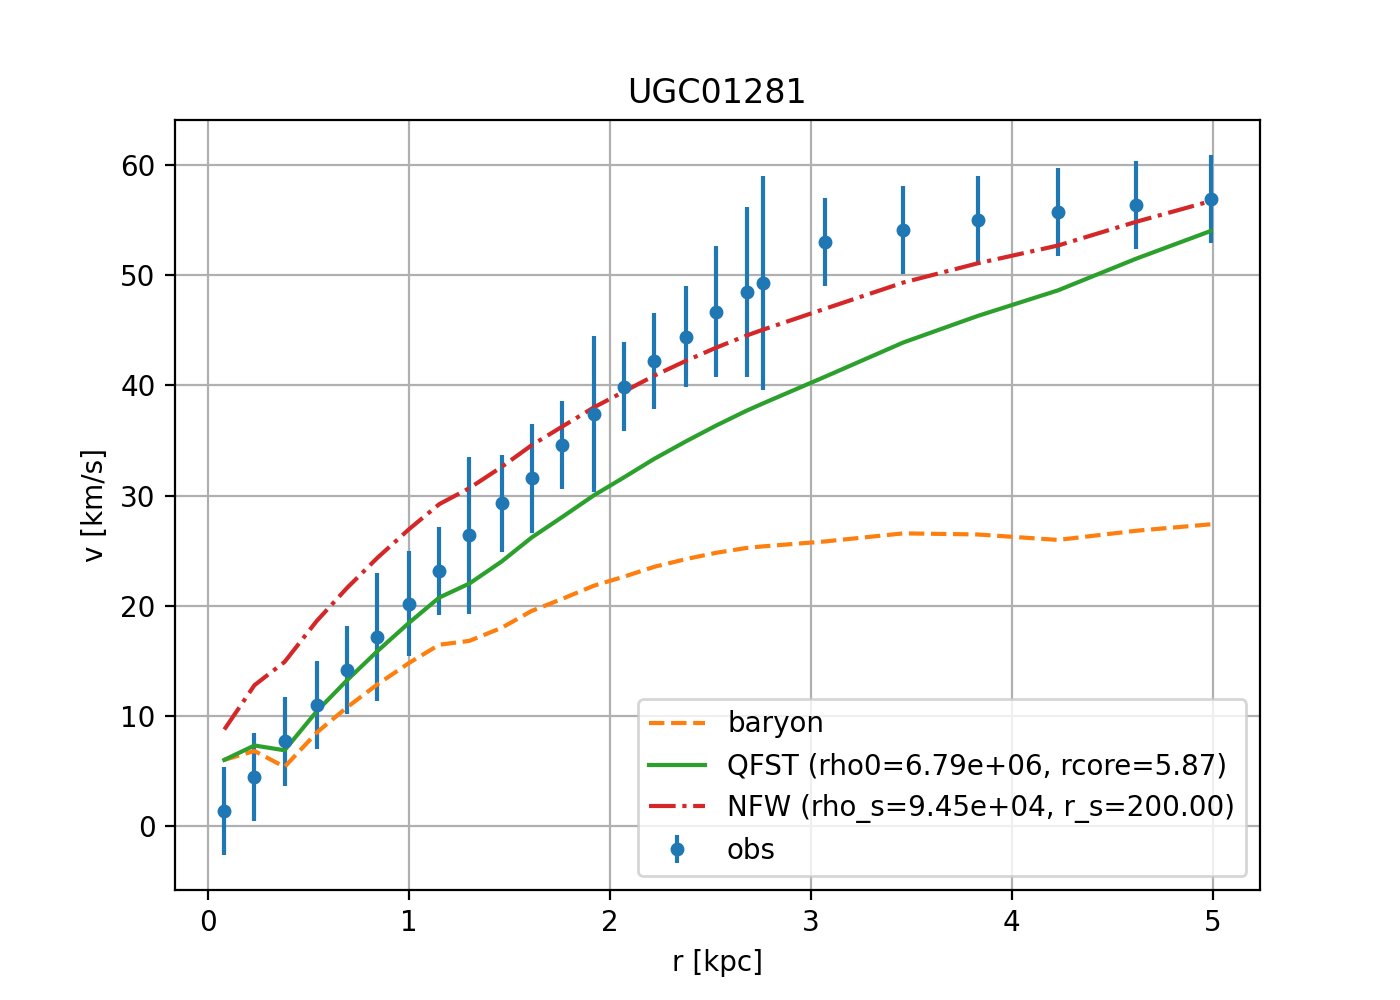 UGC01281
60
50
40
30
20
10
0
v [km/s]
baryon
QFST (rho0=6.79e+06, rcore=5.87)
NFW (rho_s=9.45e+04, r_s=200.00)
obs
0 1 2 3 4 5
r [kpc]